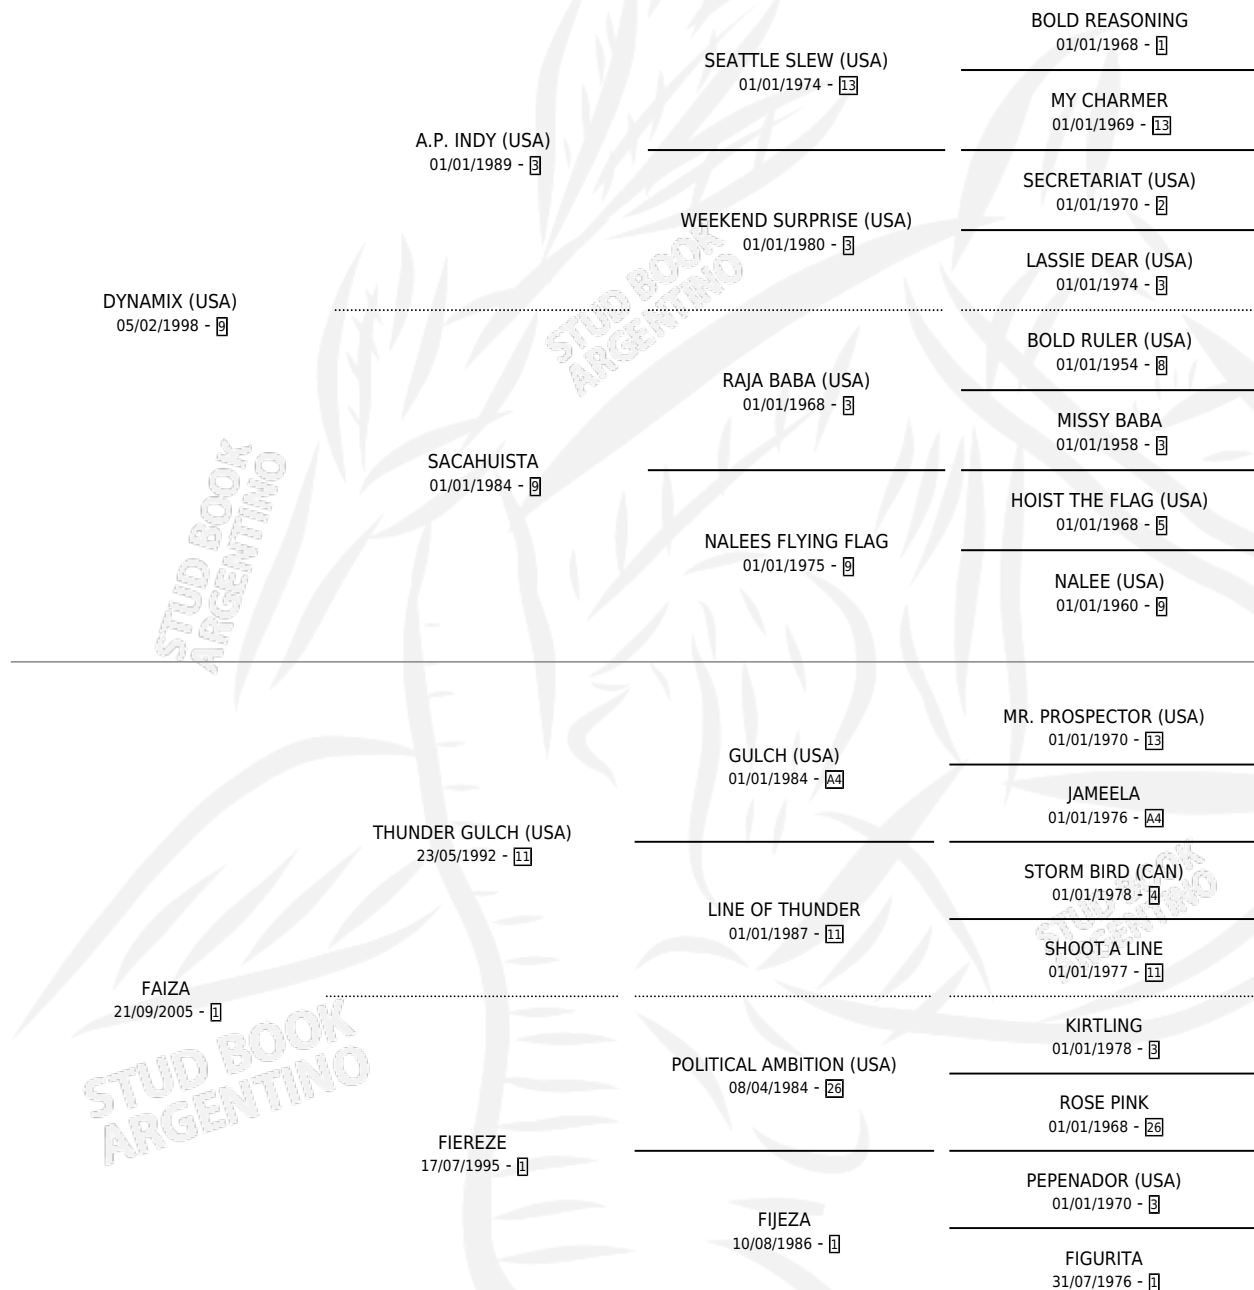 BOLD REASONING
01/01/1968 - 1
SEATTLE SLEW (USA)
01/01/1974 - 13
MY CHARMER
01/01/1969 - 13
A.P. INDY (USA)
01/01/1989 - 3
SECRETARIAT (USA)
01/01/1970 - 2
WEEKEND SURPRISE (USA)
01/01/1980 - 3
LASSIE DEAR (USA)
01/01/1974 - 3
DYNAMIX (USA)
05/02/1998 - 9
BOLD RULER (USA)
01/01/1954 - 8
RAJA BABA (USA)
01/01/1968 - 3
MISSY BABA
01/01/1958 - 3
SACAHUISTA
01/01/1984 - 9
HOIST THE FLAG (USA)
01/01/1968 - 5
NALEES FLYING FLAG
01/01/1975 - 9
NALEE (USA)
01/01/1960 - 9
MR. PROSPECTOR (USA)
01/01/1970 - 13
GULCH (USA)
01/01/1984 - A4
JAMEELA
01/01/1976 - A4
THUNDER GULCH (USA)
23/05/1992 - 11
STORM BIRD (CAN)
01/01/1978 - 4
LINE OF THUNDER
01/01/1987 - 11
SHOOT A LINE
01/01/1977 - 11
FAIZA
21/09/2005 - 1
KIRTLING
01/01/1978 - 3
POLITICAL AMBITION (USA)
08/04/1984 - 26
ROSE PINK
01/01/1968 - 26
FIEREZE
17/07/1995 - 1
PEPENADOR (USA)
01/01/1970 - 3
FIJEZA
10/08/1986 - 1
FIGURITA
31/07/1976 - 1
STUD BOOK
ARGENTINO
STUD BOOK
ARGENTINO
STUD BOOK
ARGENTINO
STUD BOOK
ARGENTINO